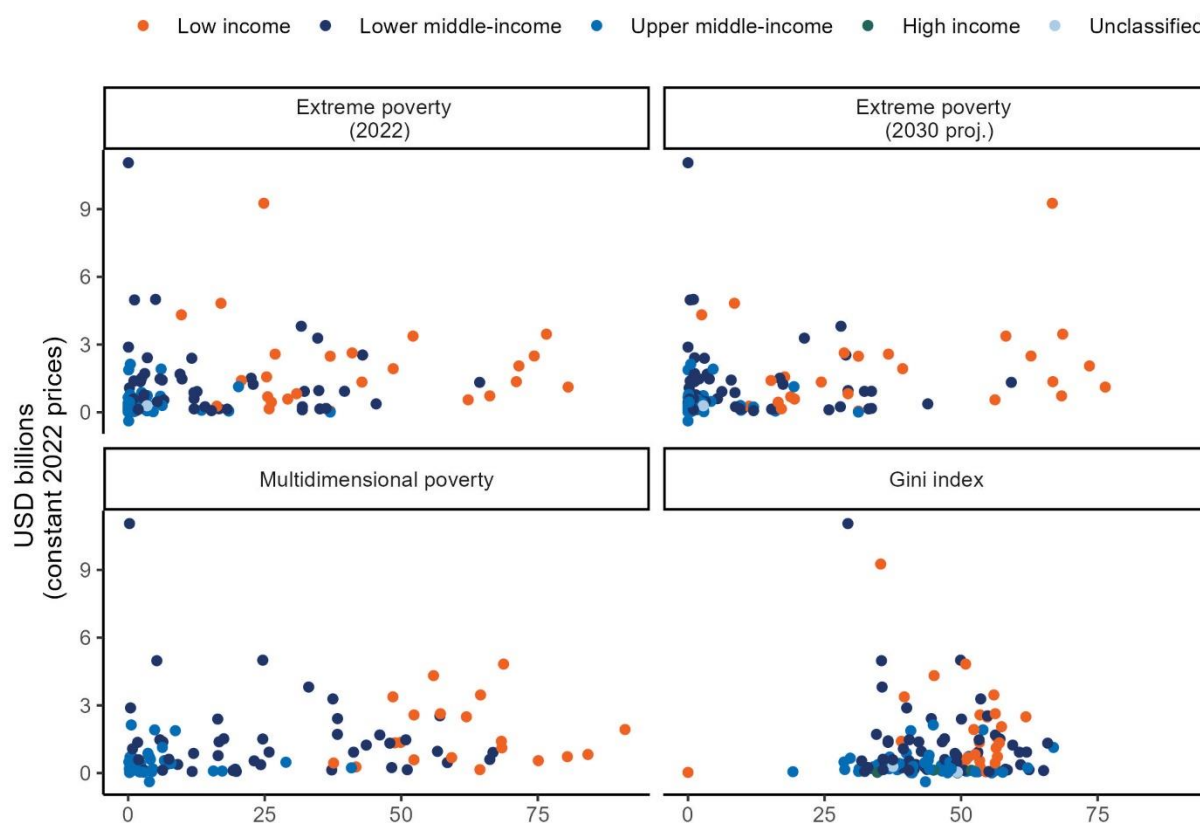 Low income Lower middle-income Upper middle-income High income Unclassified
Extreme poverty
(2022)
Extreme poverty
(2030 proj.)
9
6
3
0
Multidimensional poverty
Gini index
9
6
3
0
0 25 50 75
0 25 50 75
USD billions
(constant 2022 prices)